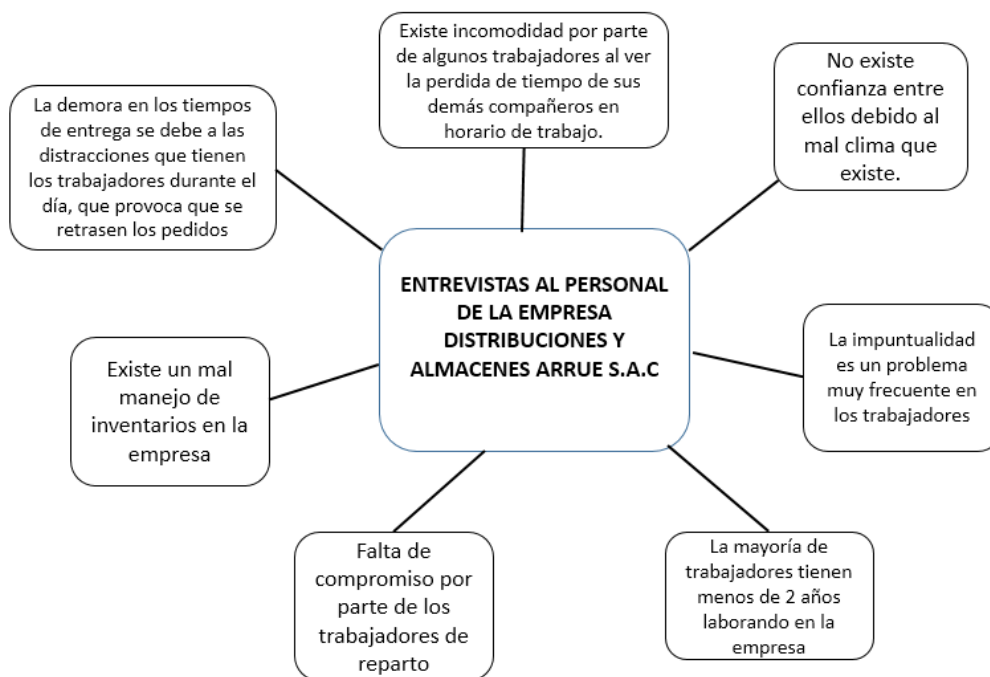 Existe incomodidad por parte
de algunos trabajadores al ver
la perdida de tiempo de sus
demás compañeros en
horario de trabajo.
No existe
confianza entre
ellos debido al
mal clima que
existe.
La demora en los tiempos
de entrega se debe a las
distracciones que tienen
los trabajadores durante el
día, que provoca que se
retrasen los pedidos
ENTREVISTAS AL PERSONAL
DE LA EMPRESA
DISTRIBUCIONES Y
ALMACENES ARRUE S.A.C
La impuntualidad
es un problema
muy frecuente en
los trabajadores
Existe un mal
manejo de
inventarios en la
empresa
Falta de
compromiso por
parte de los
trabajadores de
reparto
La mayoría de
trabajadores tienen
menos de 2 años
laborando en la
empresa